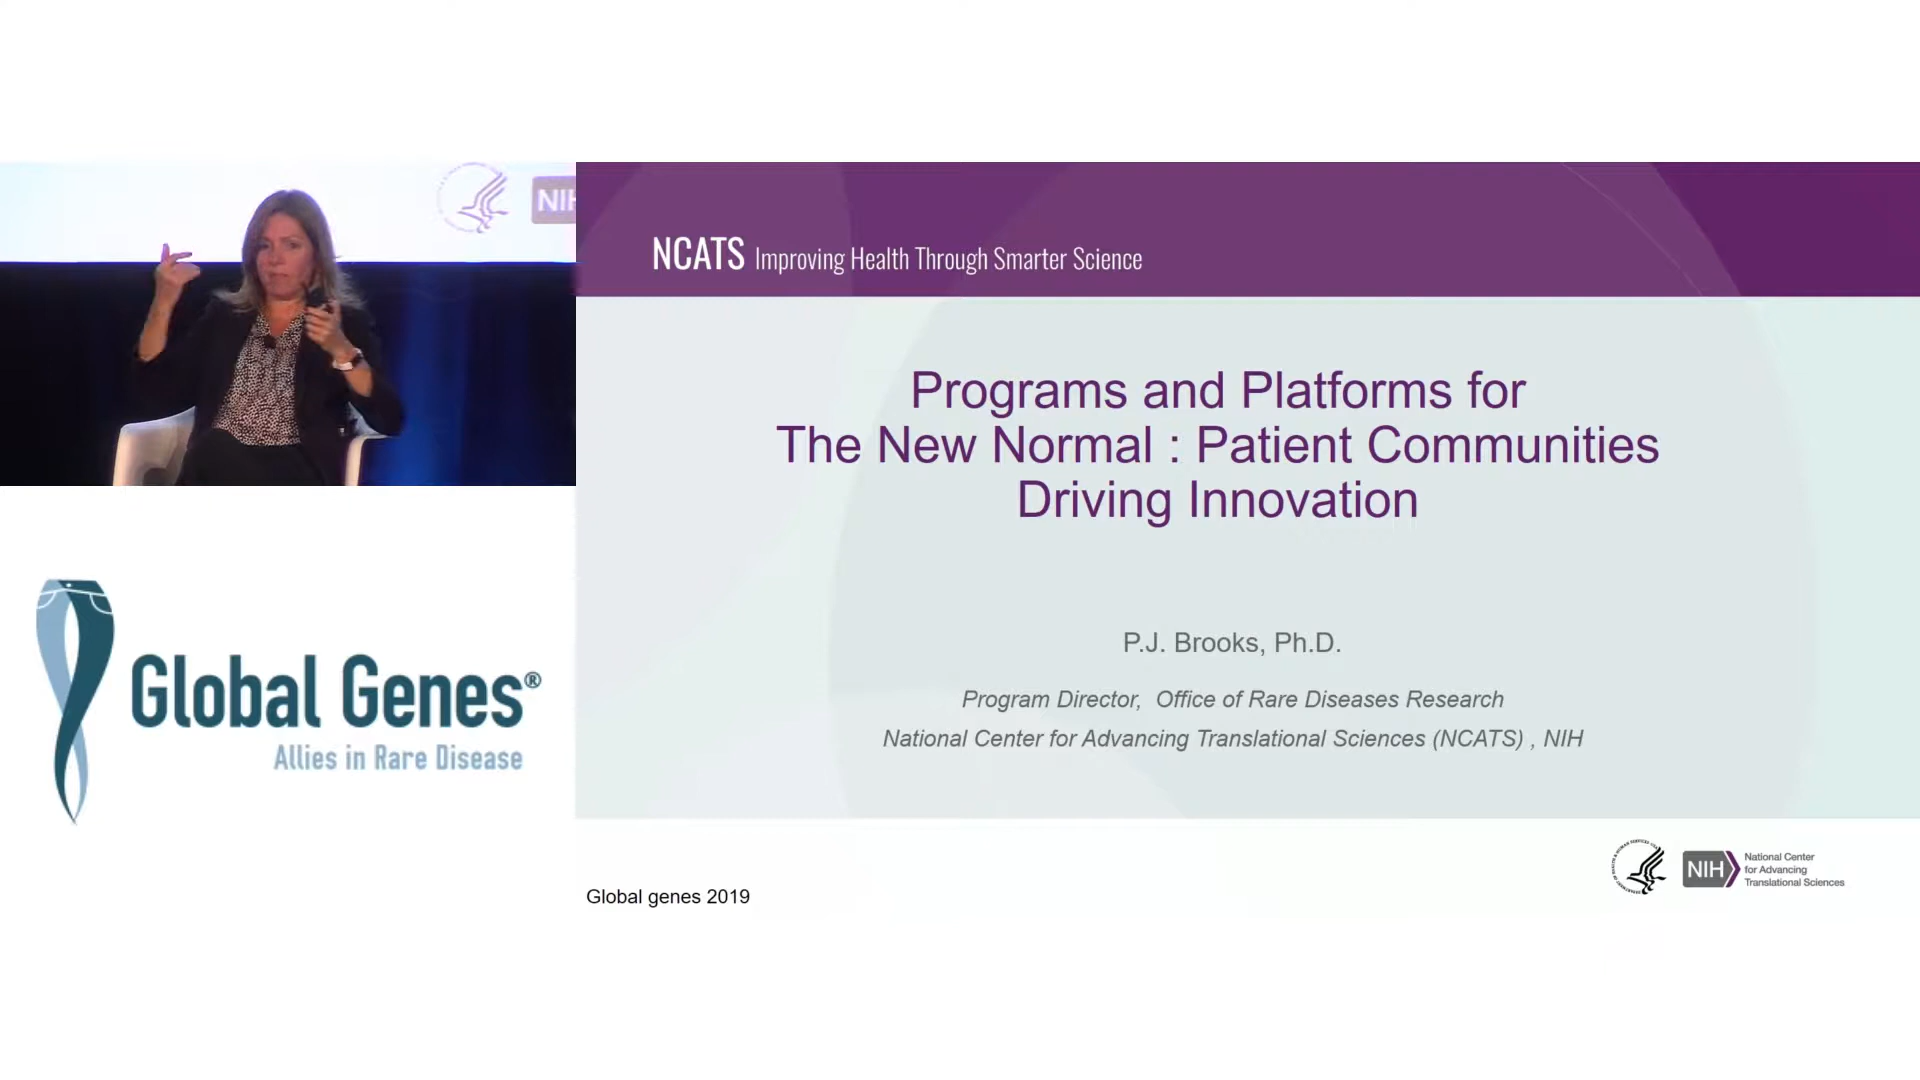 NIH
NCATS Improving Health Through Smarter Science
Programs and Platforms for
The New Normal : Patient Communities
Driving Innovation
P.J. Brooks, Ph.D.
Program Director, Office of Rare Diseases Research
National Center for Advancing Translational Sciences (NCATS) , NIH
Global Genes®
Allies in Rare Disease
NIH
National Center
for Advancing
Translational Sciences
Global genes 2019